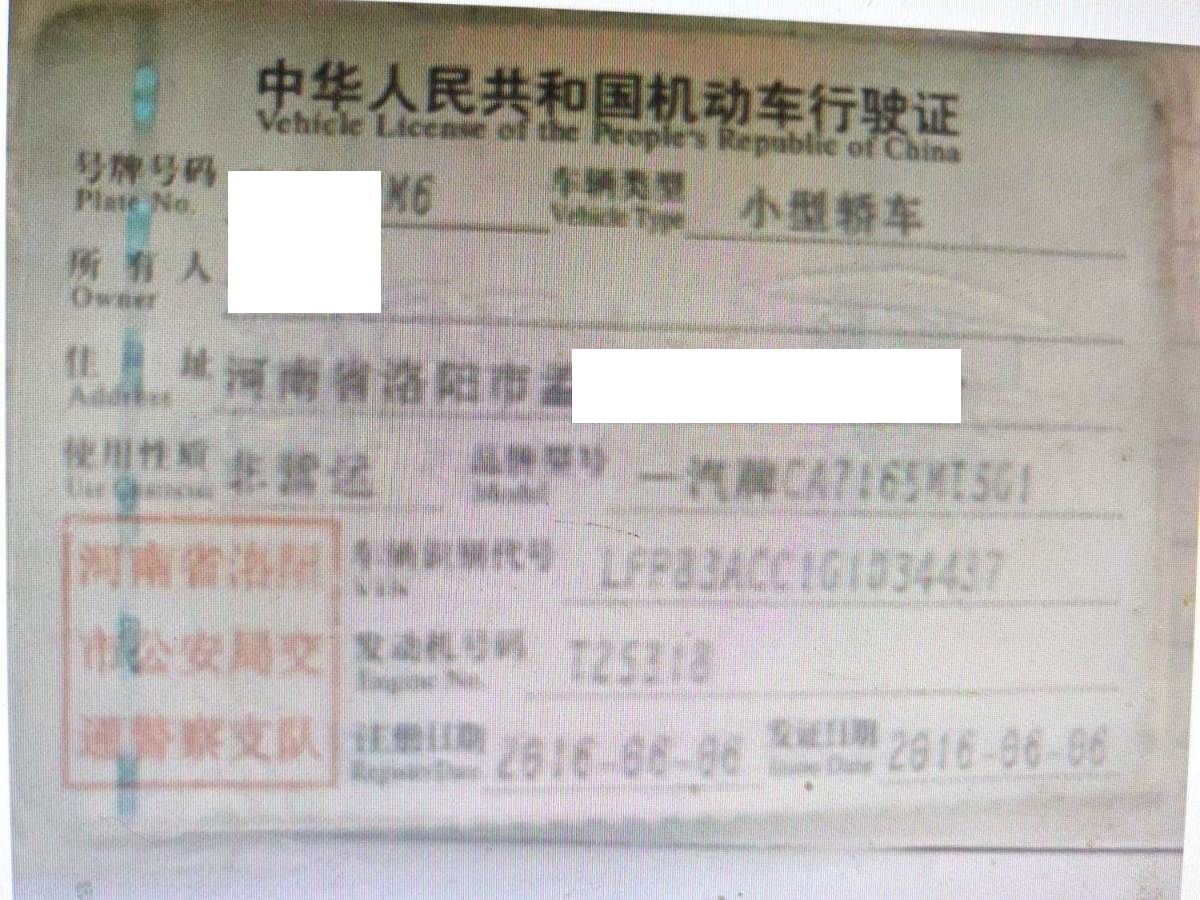 中华人民共和国机动车行驶证
Vehicle License of the People's Republic of China
号牌号码 M6 车辆类型 小型轿车
Plate No. Vehicle Type
所有人
Owner
住址 河南省洛阳市孟
Address
使用性质 非营运 品牌型号 一汽牌CA7165MT5G1
Model
车辆识别代号
VIN
发动机号码 T25318
Engine No.
注册日期 2016-06-06 发证日期 2016-06-06
Issue Date
河南省洛阳
市公安局交
通警察支队